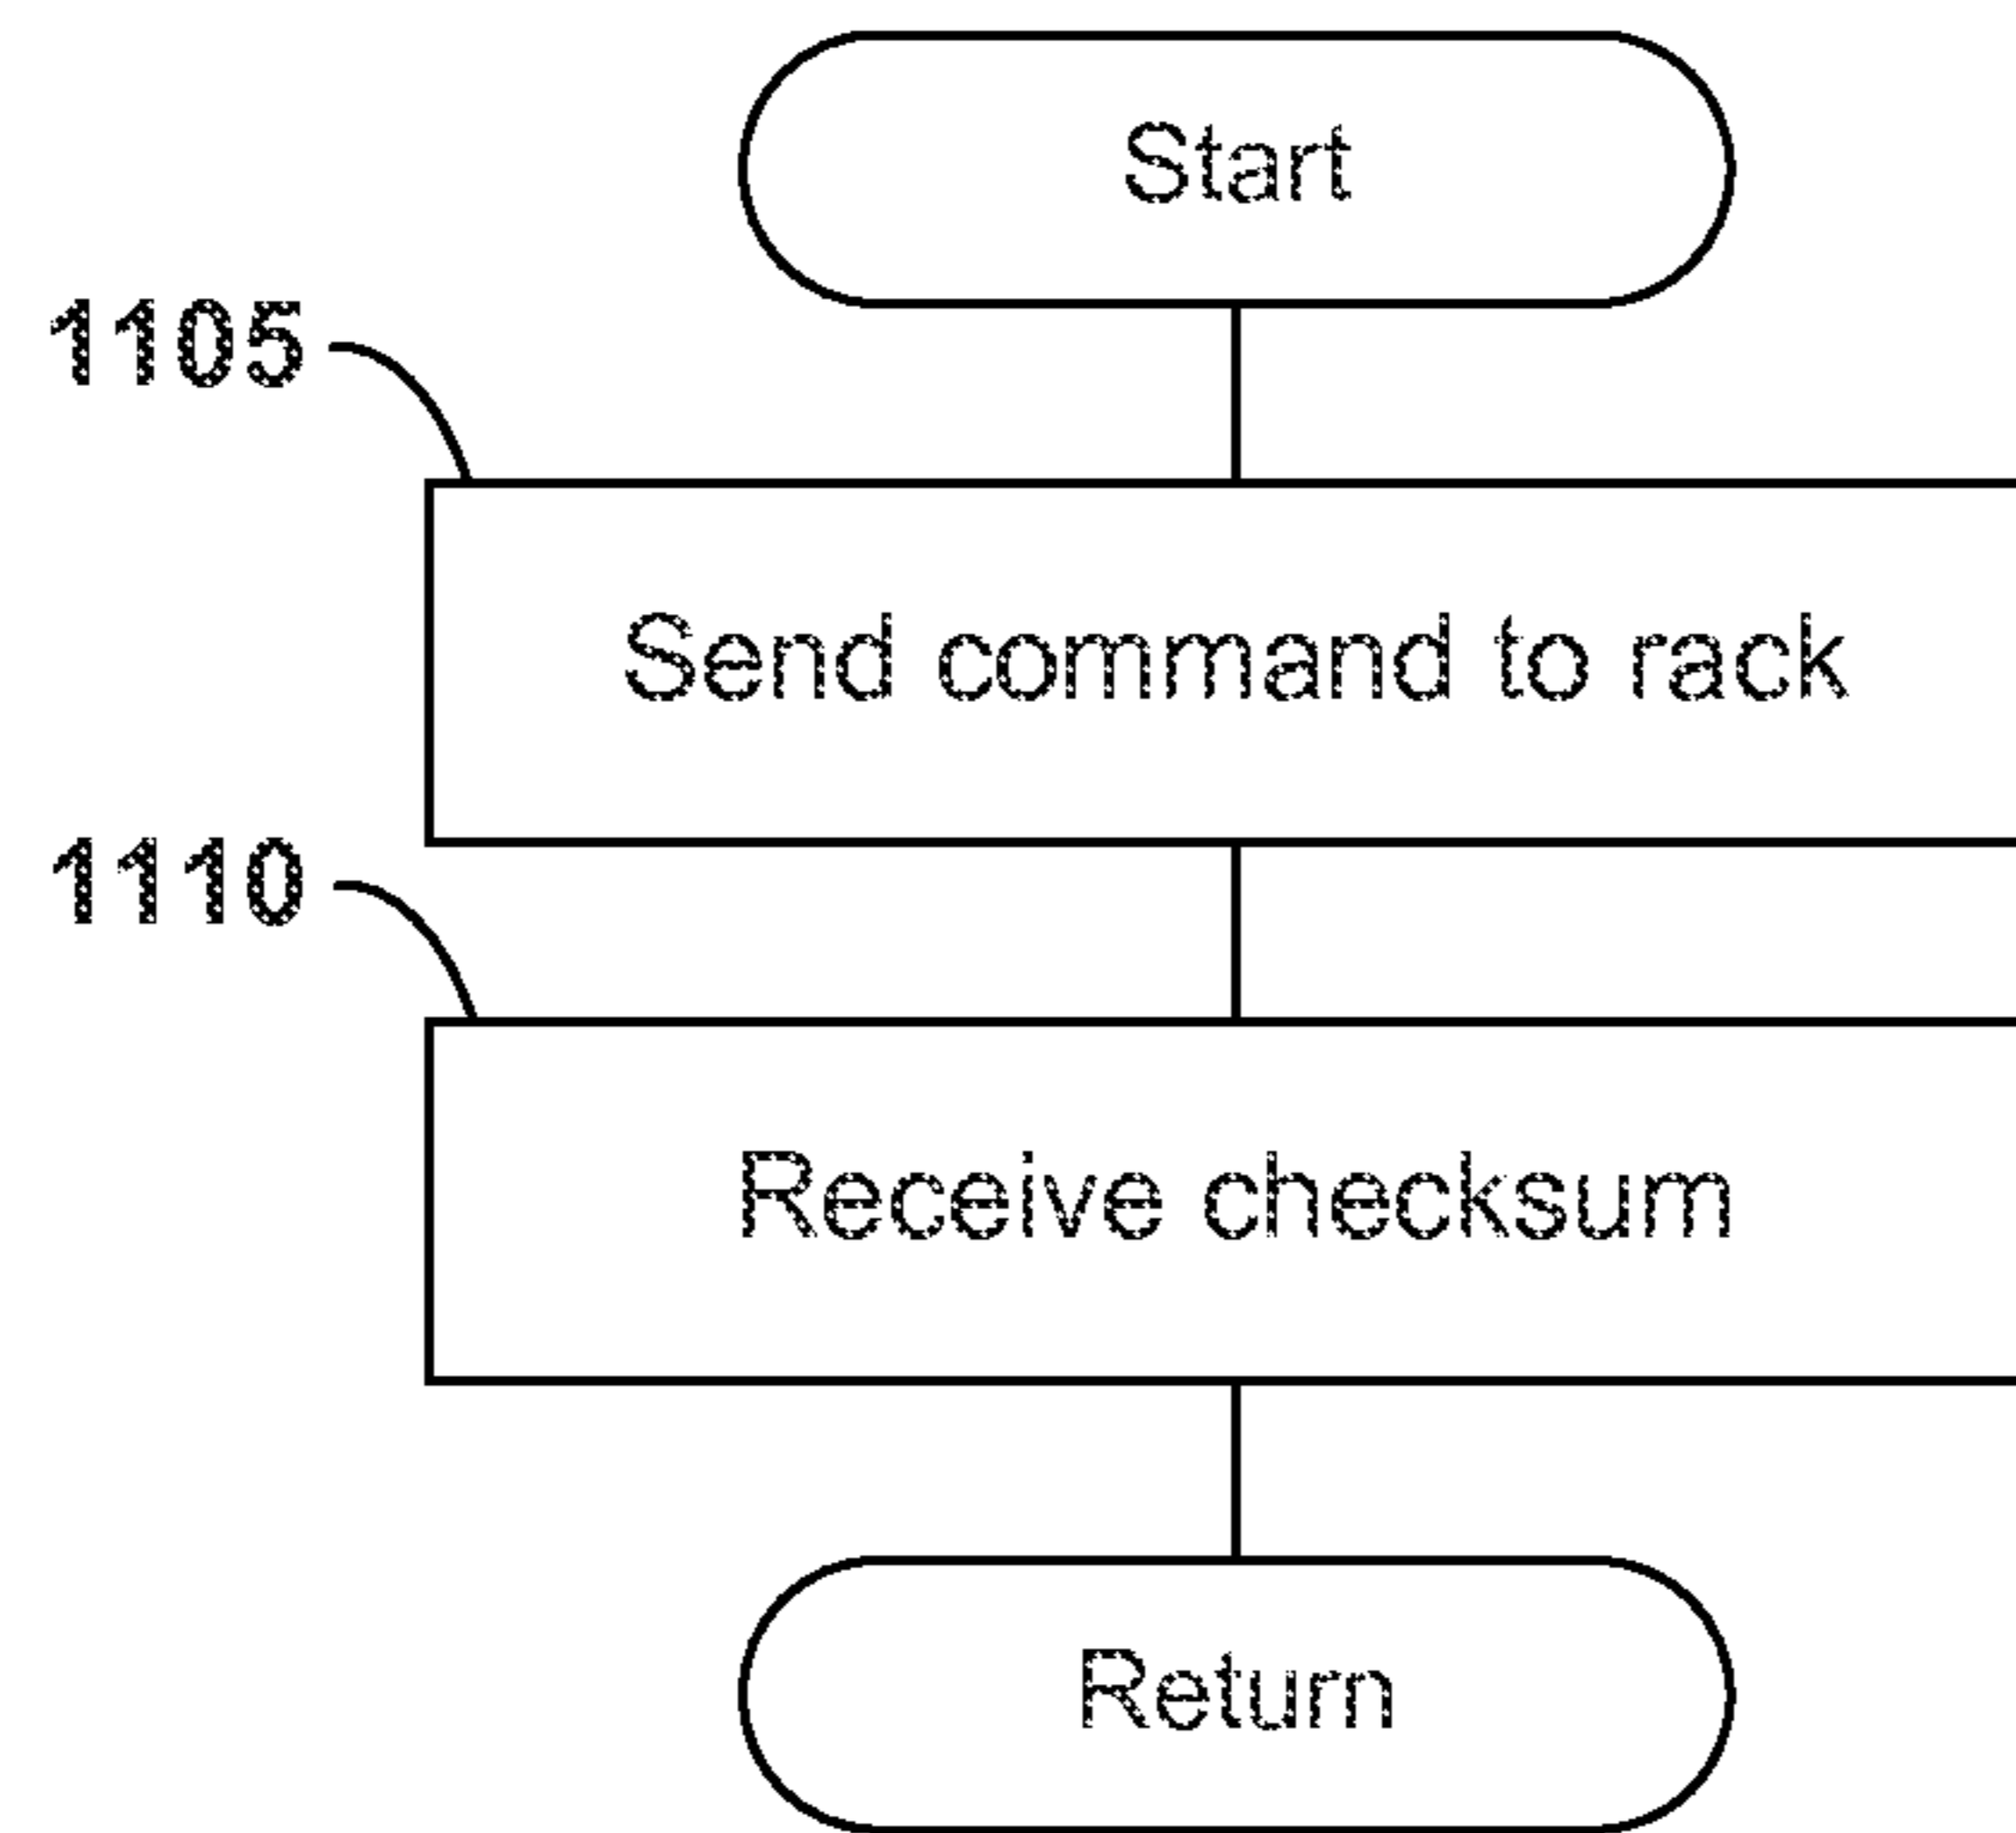 Start
1105
Send command to rack
1110
Receive checksum
Return